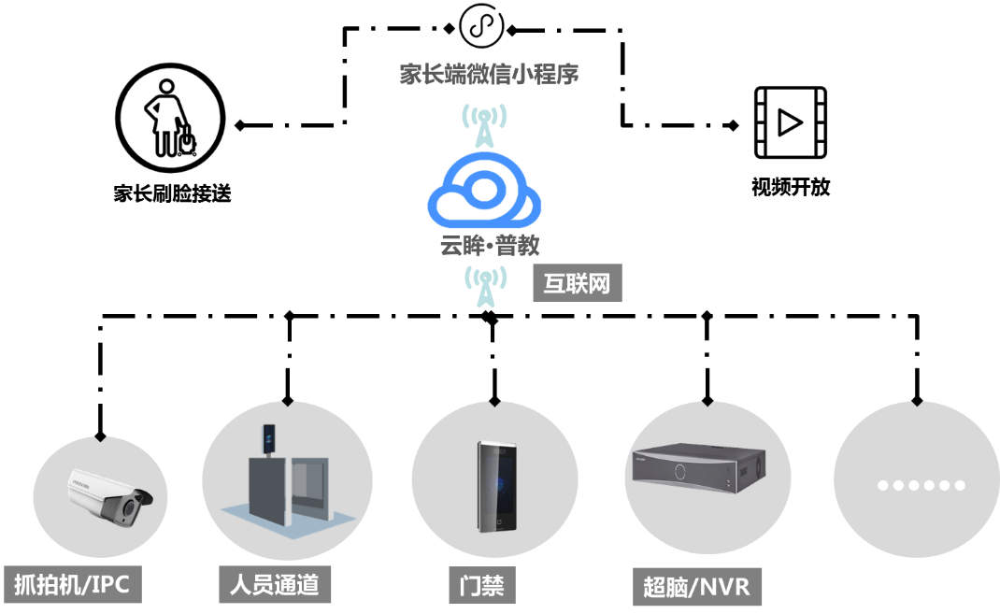 家长端微信小程序
家长刷脸接送
视频开放
云眸·普教
互联网
抓拍机/IPC
人员通道
门禁
超脑/NVR